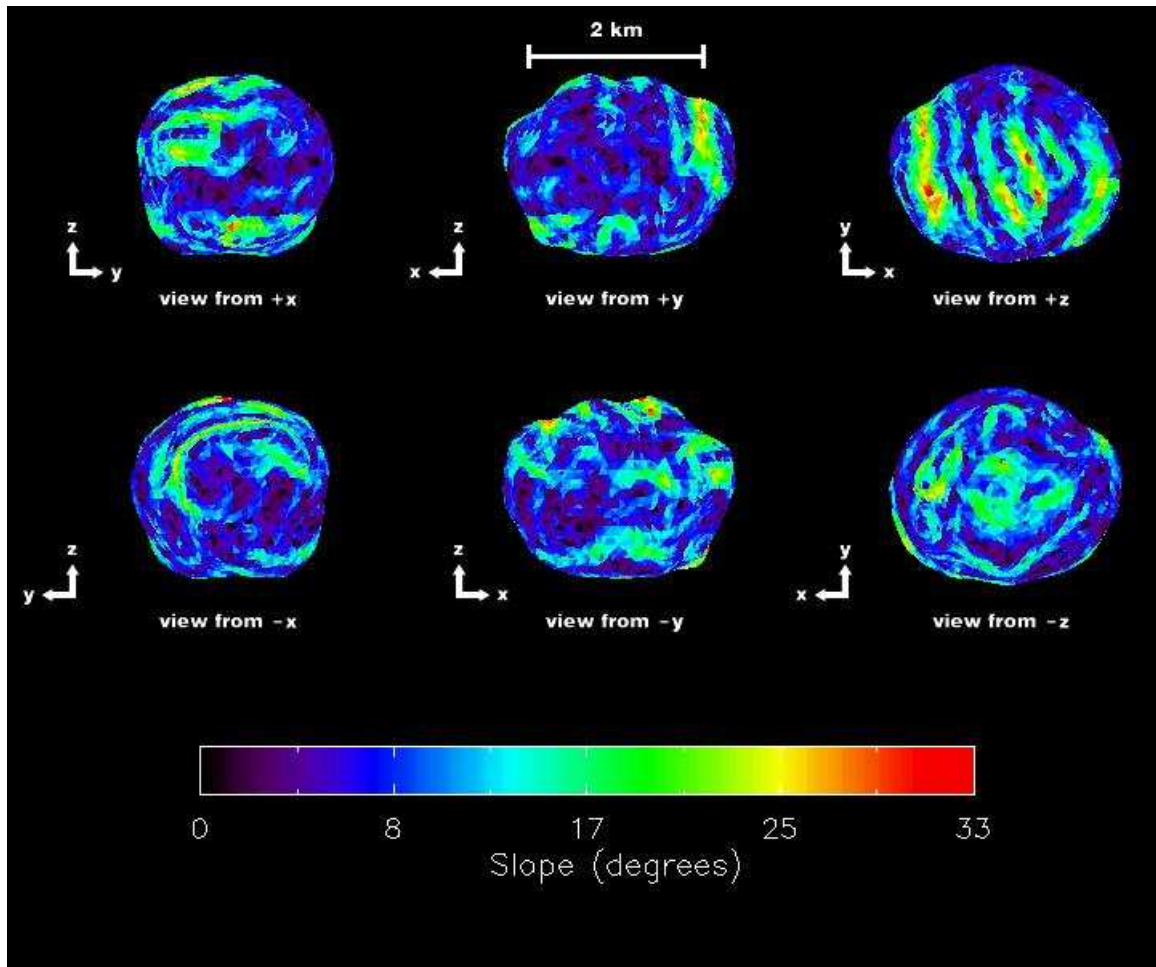 2 km
z
y
view from +x
z
x
view from +y
y
x
view from +z
z
y
view from −x
z
x
view from −y
y
x
view from −z
0 8 17 25 33
Slope (degrees)